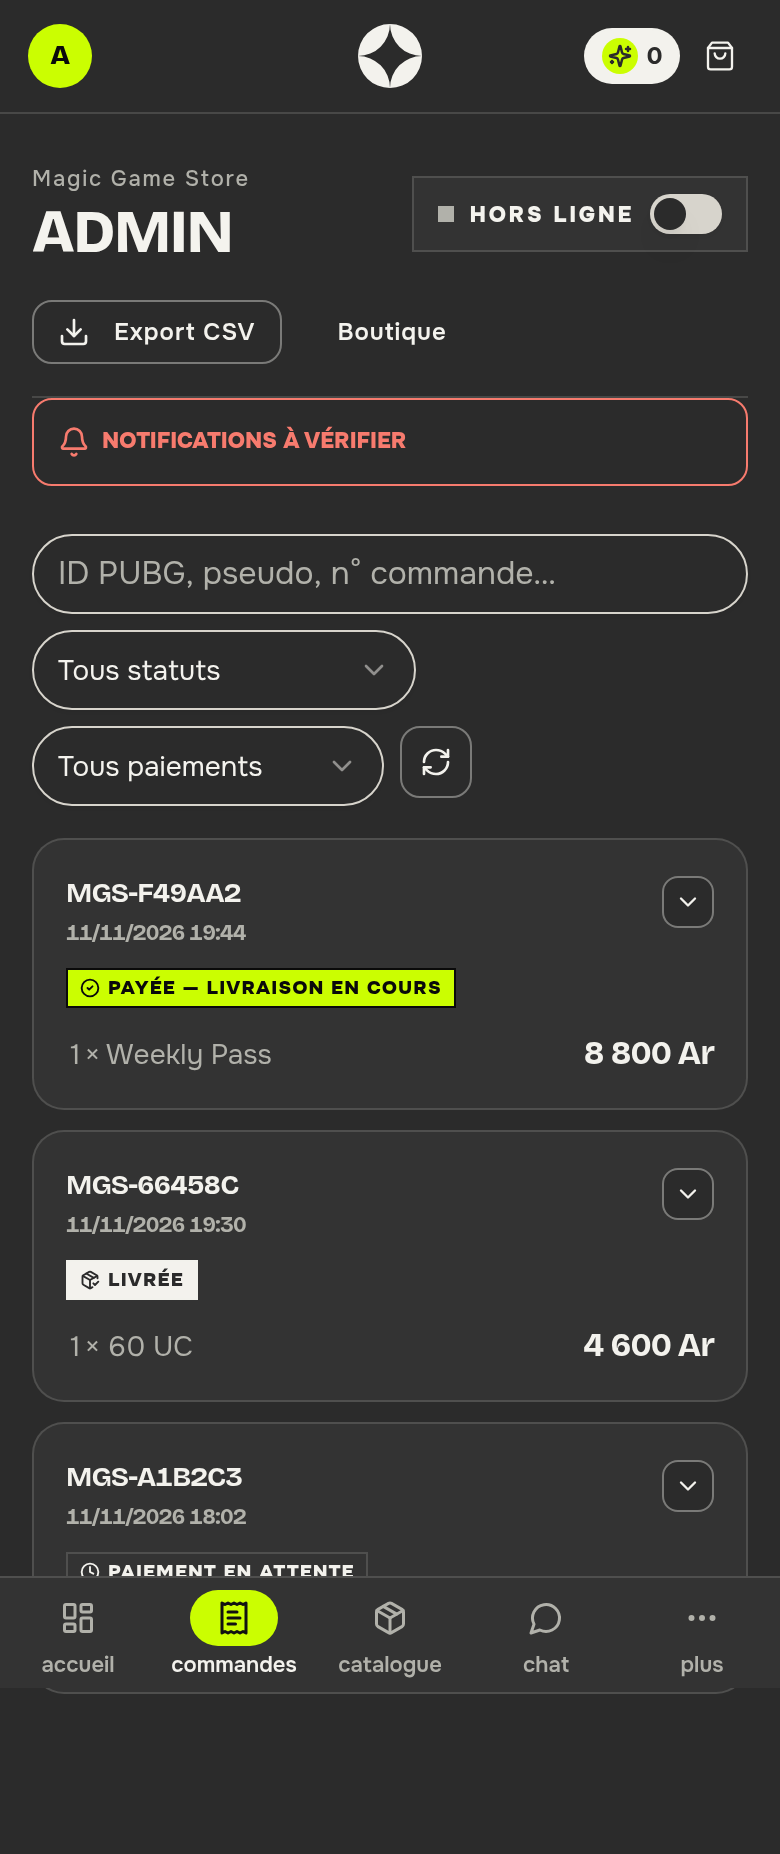 A
0
Magic Game Store
ADMIN
HORS LIGNE
Export CSV
Boutique
NOTIFICATIONS À VÉRIFIER
ID PUBG, pseudo, n° commande...
Tous statuts
Tous paiements
MGS-F49AA2
11/11/2026 19:44
PAYÉE — LIVRAISON EN COURS
1 × Weekly Pass
8 800 Ar
MGS-66458C
11/11/2026 19:30
LIVRÉE
1 × 60 UC
4 600 Ar
MGS-A1B2C3
11/11/2026 18:02
PAIEMENT EN ATTENTE
accueil
commandes
catalogue
chat
plus